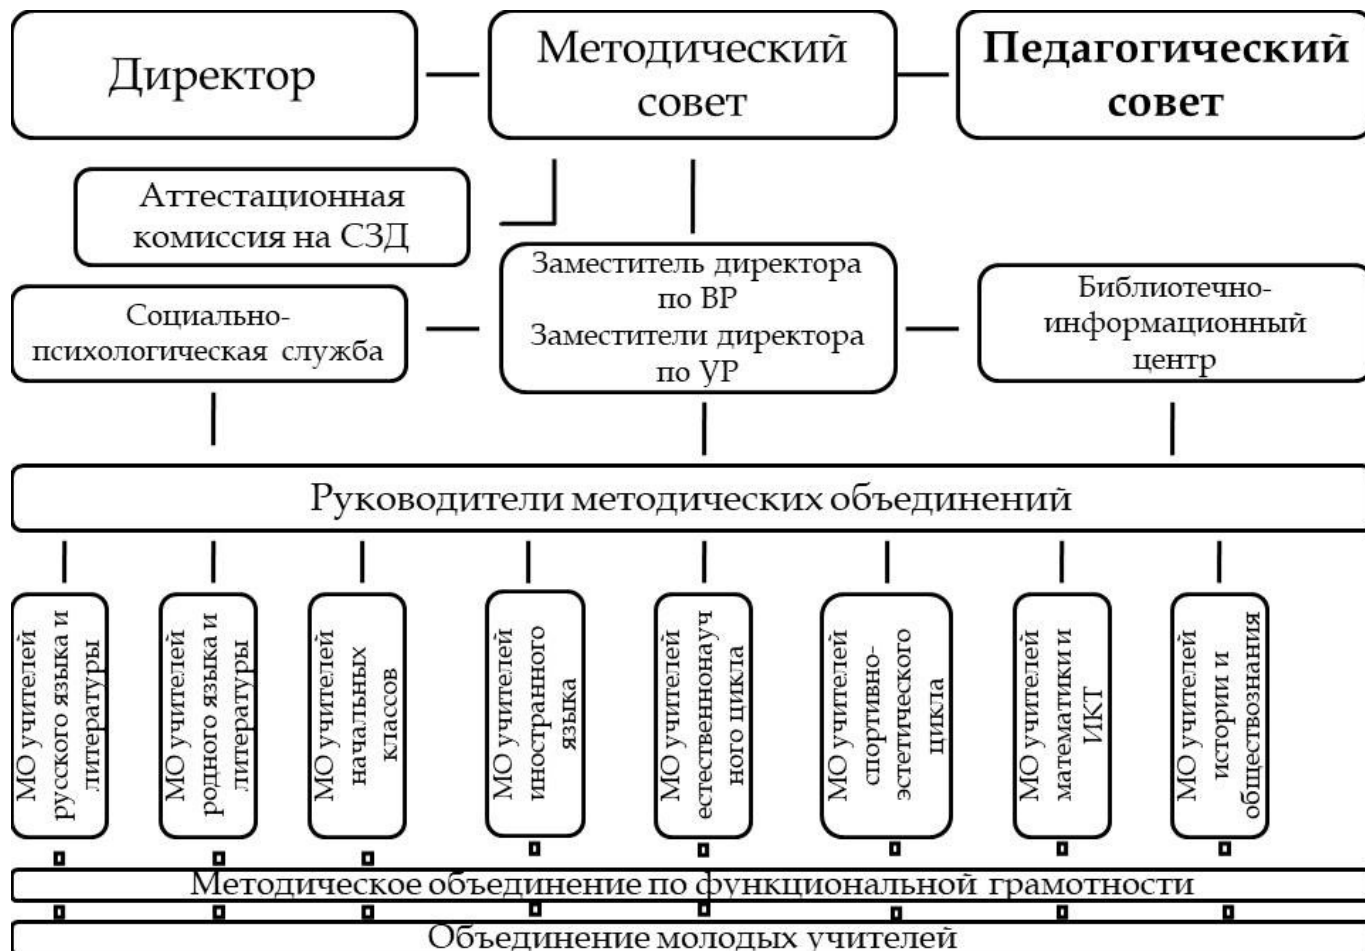 Директор
Методический
совет
Педагогический
совет
Аттестационная
комиссия на СЗД
Заместитель директора
по ВР
Заместители директора
по УР
Социально-
психологическая служба
Библиотечно-
информационный
центр
Руководители методических объединений
МО учителей
русского языка и
литературы
МО учителей
родного языка и
литературы
МО учителей
начальных
классов
МО учителей
иностранного
языка
МО учителей
естественнонауч
ного цикла
МО учителей
спортивно-
эстетического
цикла
МО учителей
математики и
ИКТ
МО учителей
истории и
обществознания
Методическое объединение по функциональной грамотности
Объединение молодых учителей